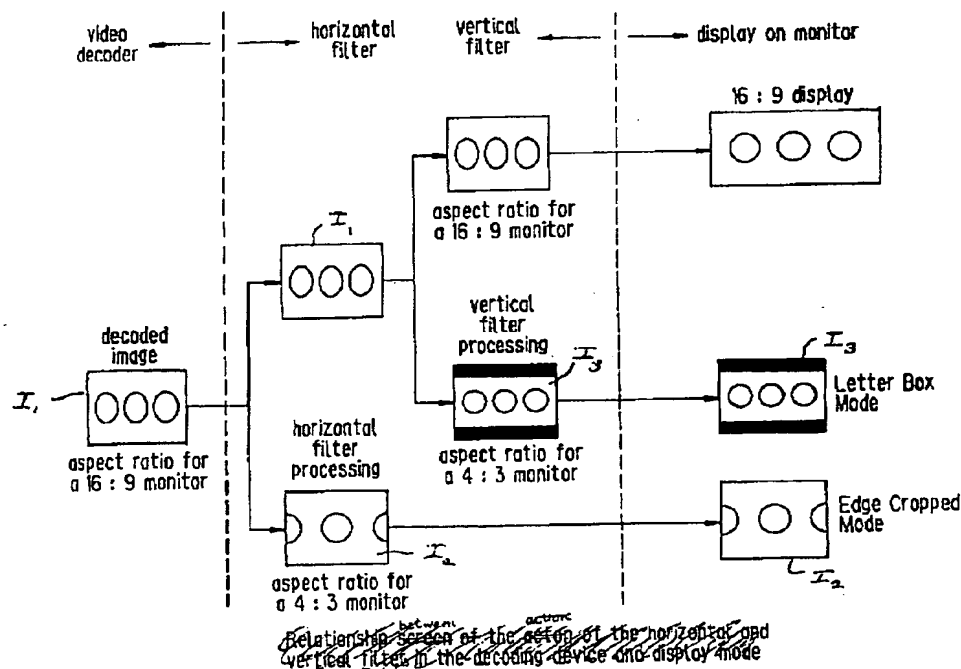 video
decoder
horizontal
filter
vertical
filter
display on monitor
16 : 9 display
aspect ratio for
a 16 : 9 monitor
I₁
vertical
filter
processing
I₃
decoded
image
I₁
aspect ratio for
a 16 : 9 monitor
I₃
Letter Box
Mode
horizontal
filter
processing
aspect ratio for
a 4 : 3 monitor
Edge Cropped
Mode
I₂
I₂
aspect ratio for
a 4 : 3 monitor
between action
Relationship screen of the acton of the horizontal and
vertical filter in the decoding device and display mode